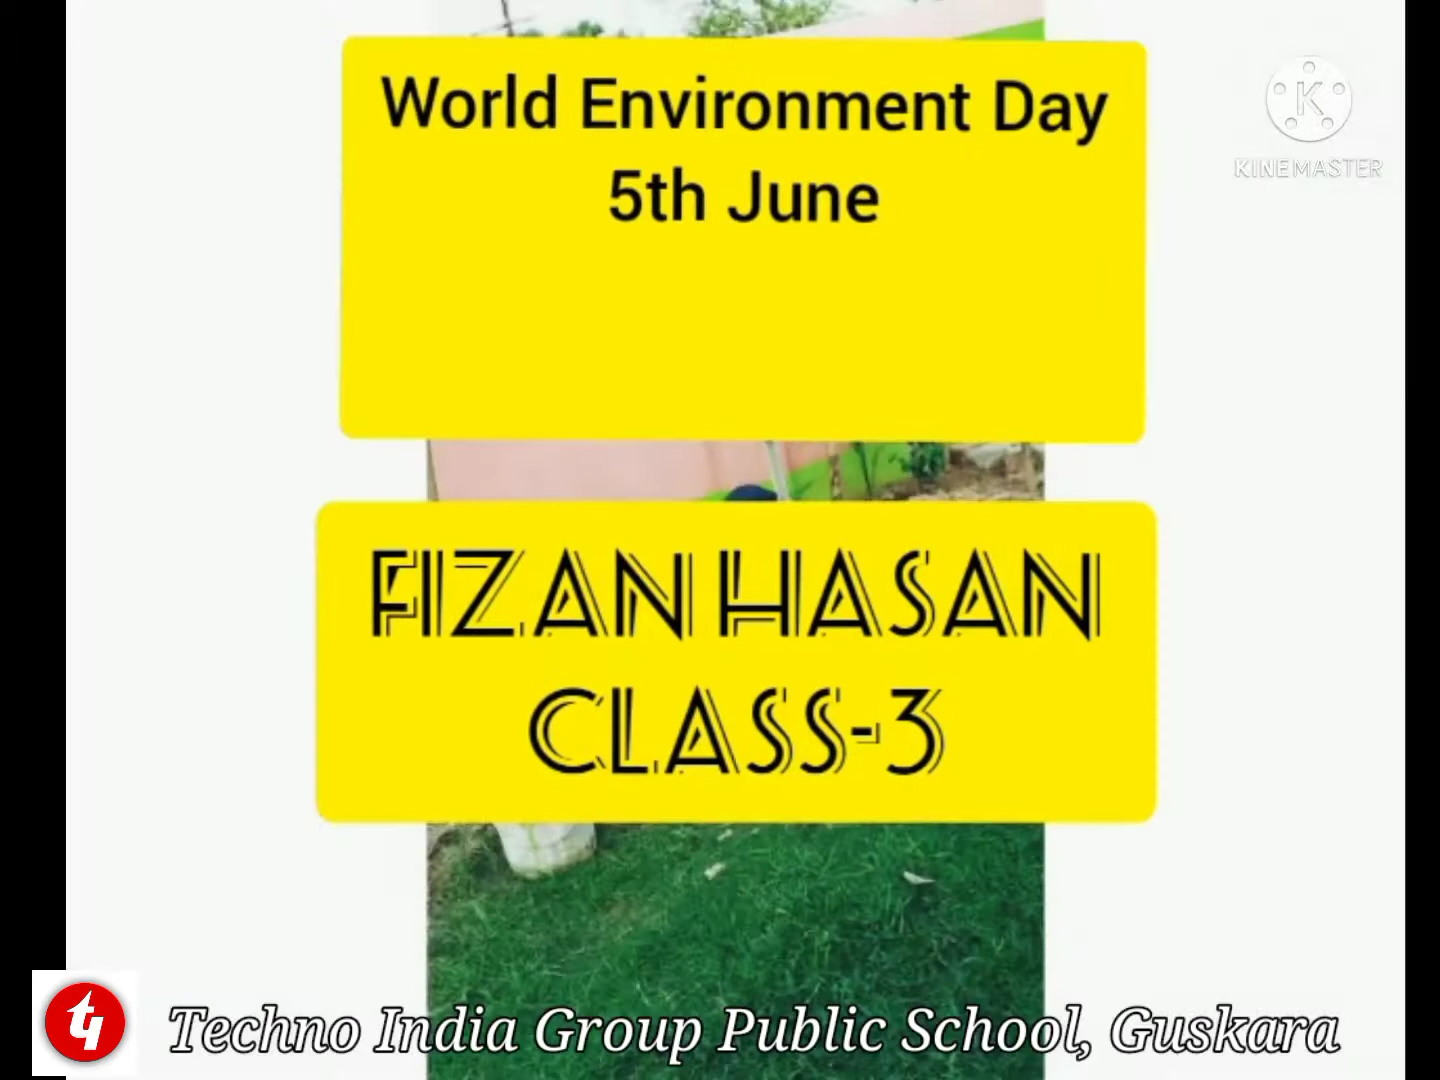 World Environment Day
5th June
K
KINEMASTER
FIZAN HASAN
CLASS-3
Techno India Group Public School, Guskara